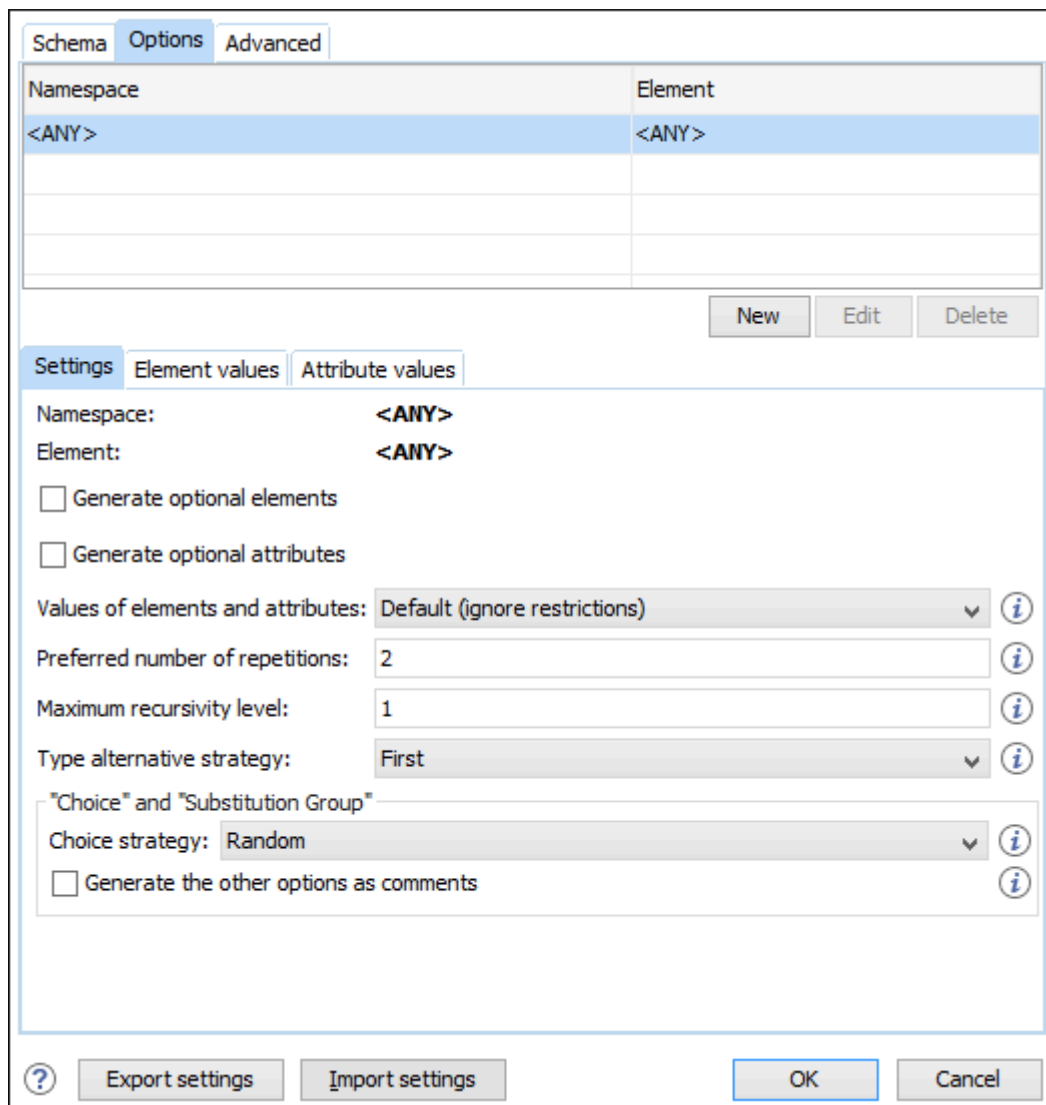 Schema Options Advanced
Namespace Element
<ANY> <ANY>
New Edit Delete
Settings Element values Attribute values
Namespace: <ANY>
Element: <ANY>
Generate optional elements
Generate optional attributes
Values of elements and attributes: Default (ignore restrictions) i
Preferred number of repetitions: 2 i
Maximum recursivity level: 1 i
Type alternative strategy: First i
"Choice" and "Substitution Group"
Choice strategy: Random i
Generate the other options as comments i
? Export settings Import settings OK Cancel